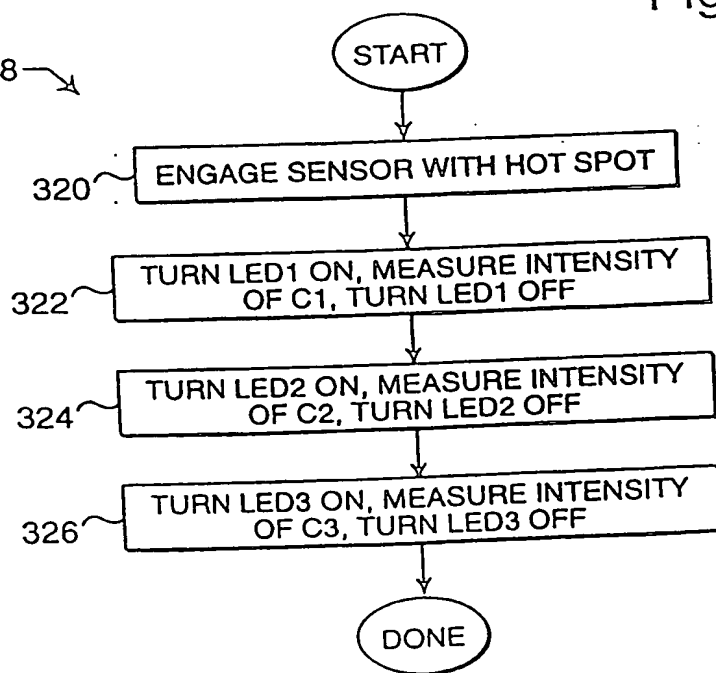 Fig
8
START
320
ENGAGE SENSOR WITH HOT SPOT
322
TURN LED1 ON, MEASURE INTENSITY
OF C1, TURN LED1 OFF
324
TURN LED2 ON, MEASURE INTENSITY
OF C2, TURN LED2 OFF
326
TURN LED3 ON, MEASURE INTENSITY
OF C3, TURN LED3 OFF
DONE